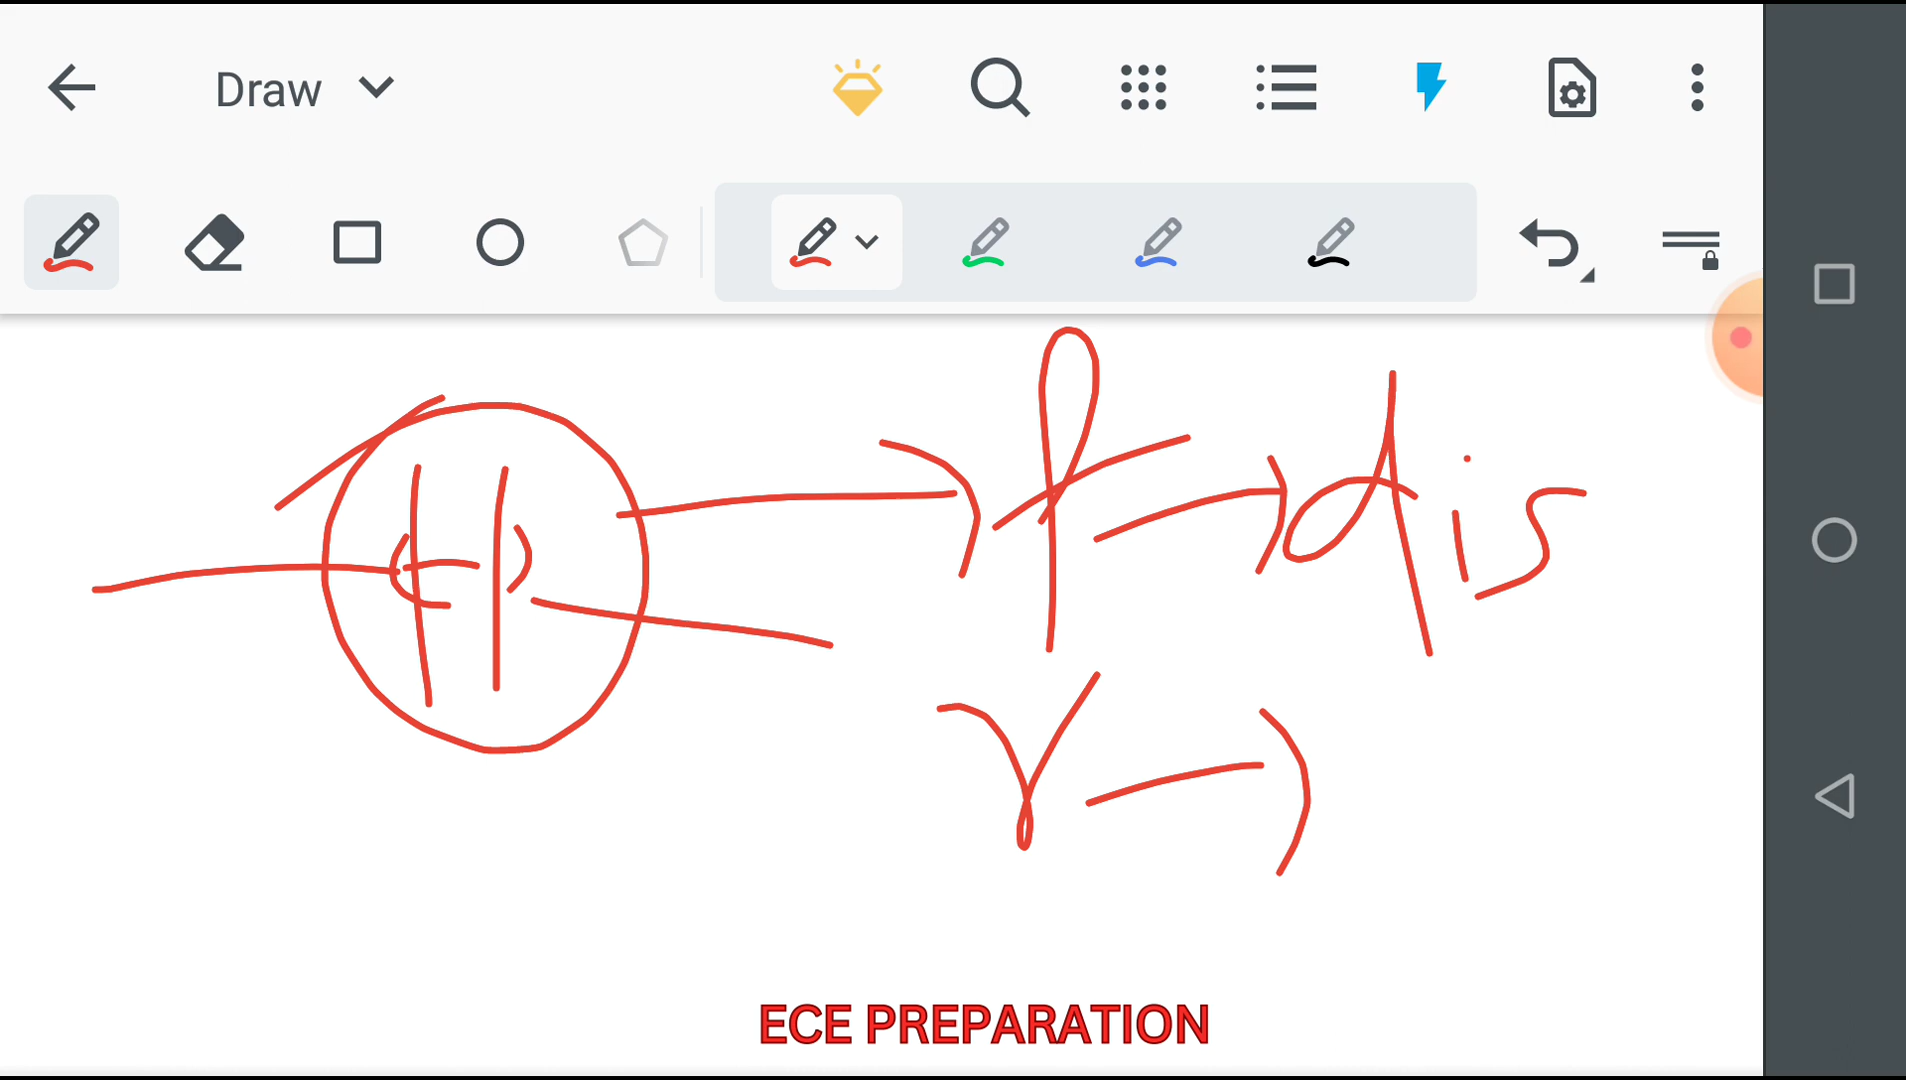 Draw
f → dis
r →
ECE PREPARATION